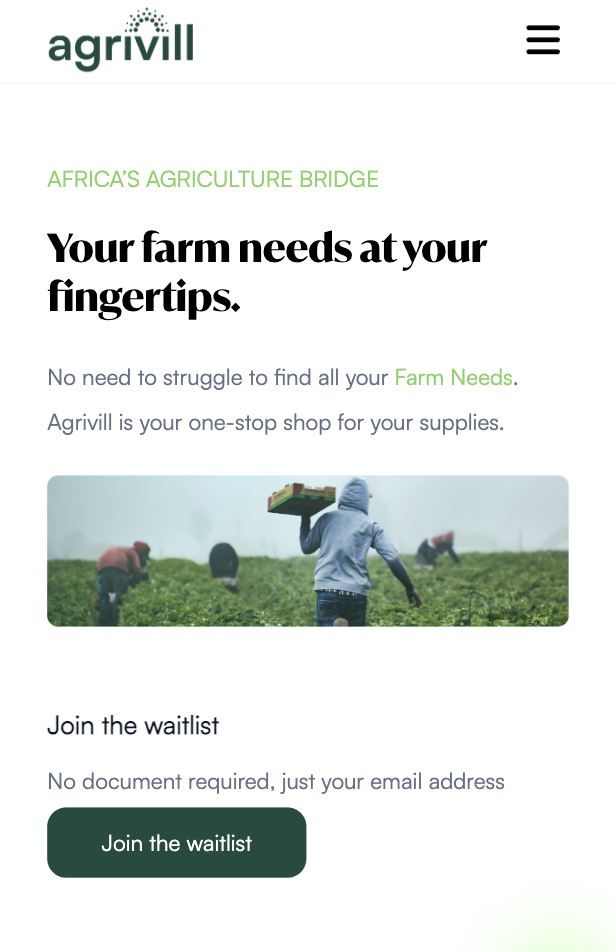 agrivill
AFRICA'S AGRICULTURE BRIDGE
Your farm needs at your
fingertips.
No need to struggle to find all your Farm Needs.
Agrivill is your one-stop shop for your supplies.
Join the waitlist
No document required, just your email address
Join the waitlist